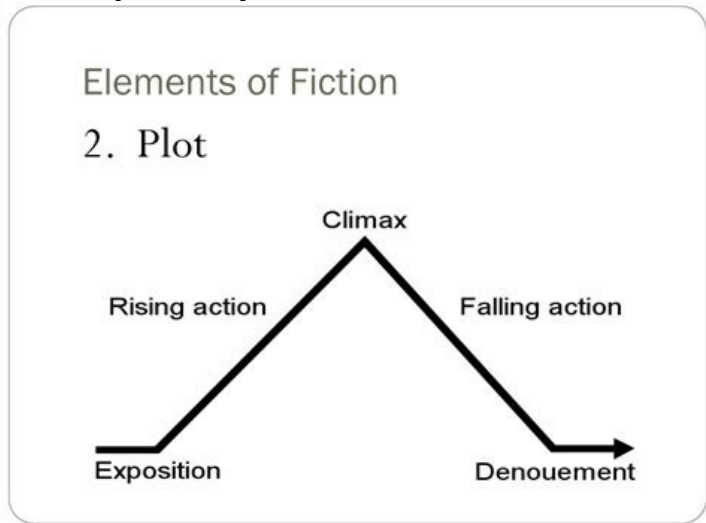 Elements of Fiction
2. Plot
Climax
Rising action
Falling action
Exposition
Denouement